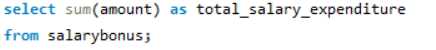 select sum(amount) as total_salary_expenditure
from salarybonus;